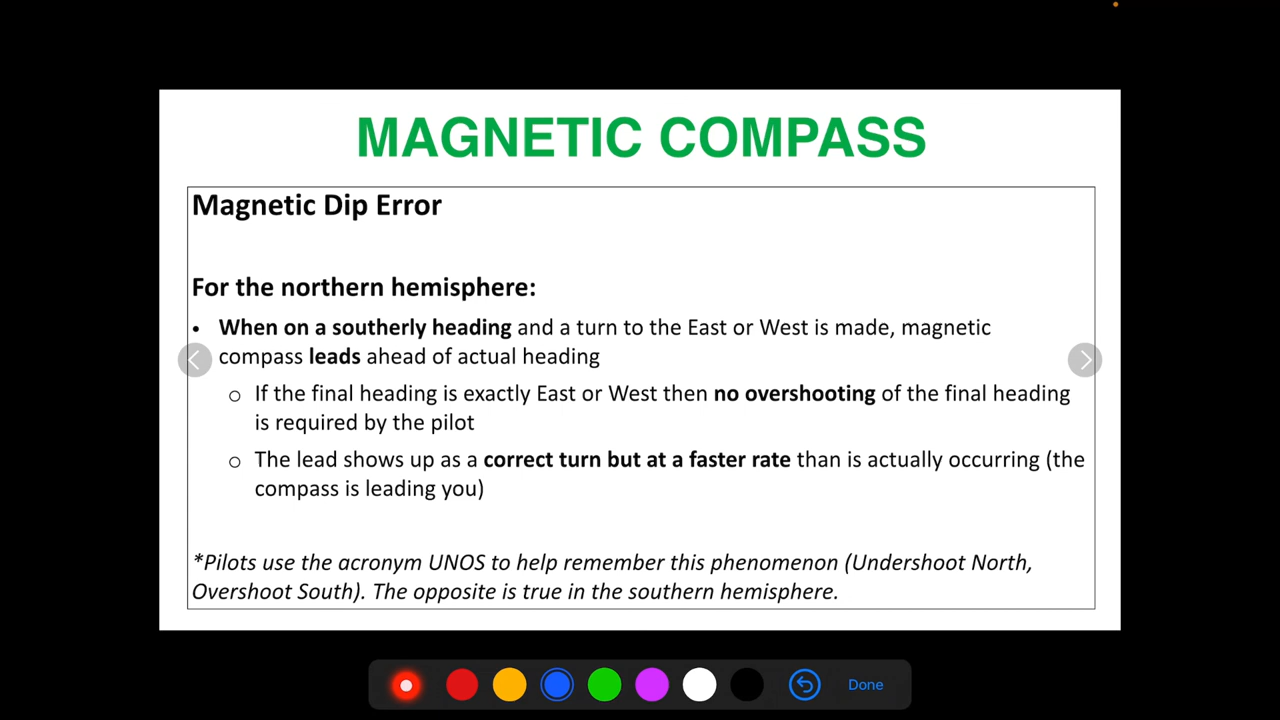 MAGNETIC COMPASS
Magnetic Dip Error
For the northern hemisphere:
• When on a southerly heading and a turn to the East or West is made, magnetic
compass leads ahead of actual heading
o If the final heading is exactly East or West then no overshooting of the final heading
is required by the pilot
o The lead shows up as a correct turn but at a faster rate than is actually occurring (the
compass is leading you)
*Pilots use the acronym UNOS to help remember this phenomenon (Undershoot North,
Overshoot South). The opposite is true in the southern hemisphere.
Done